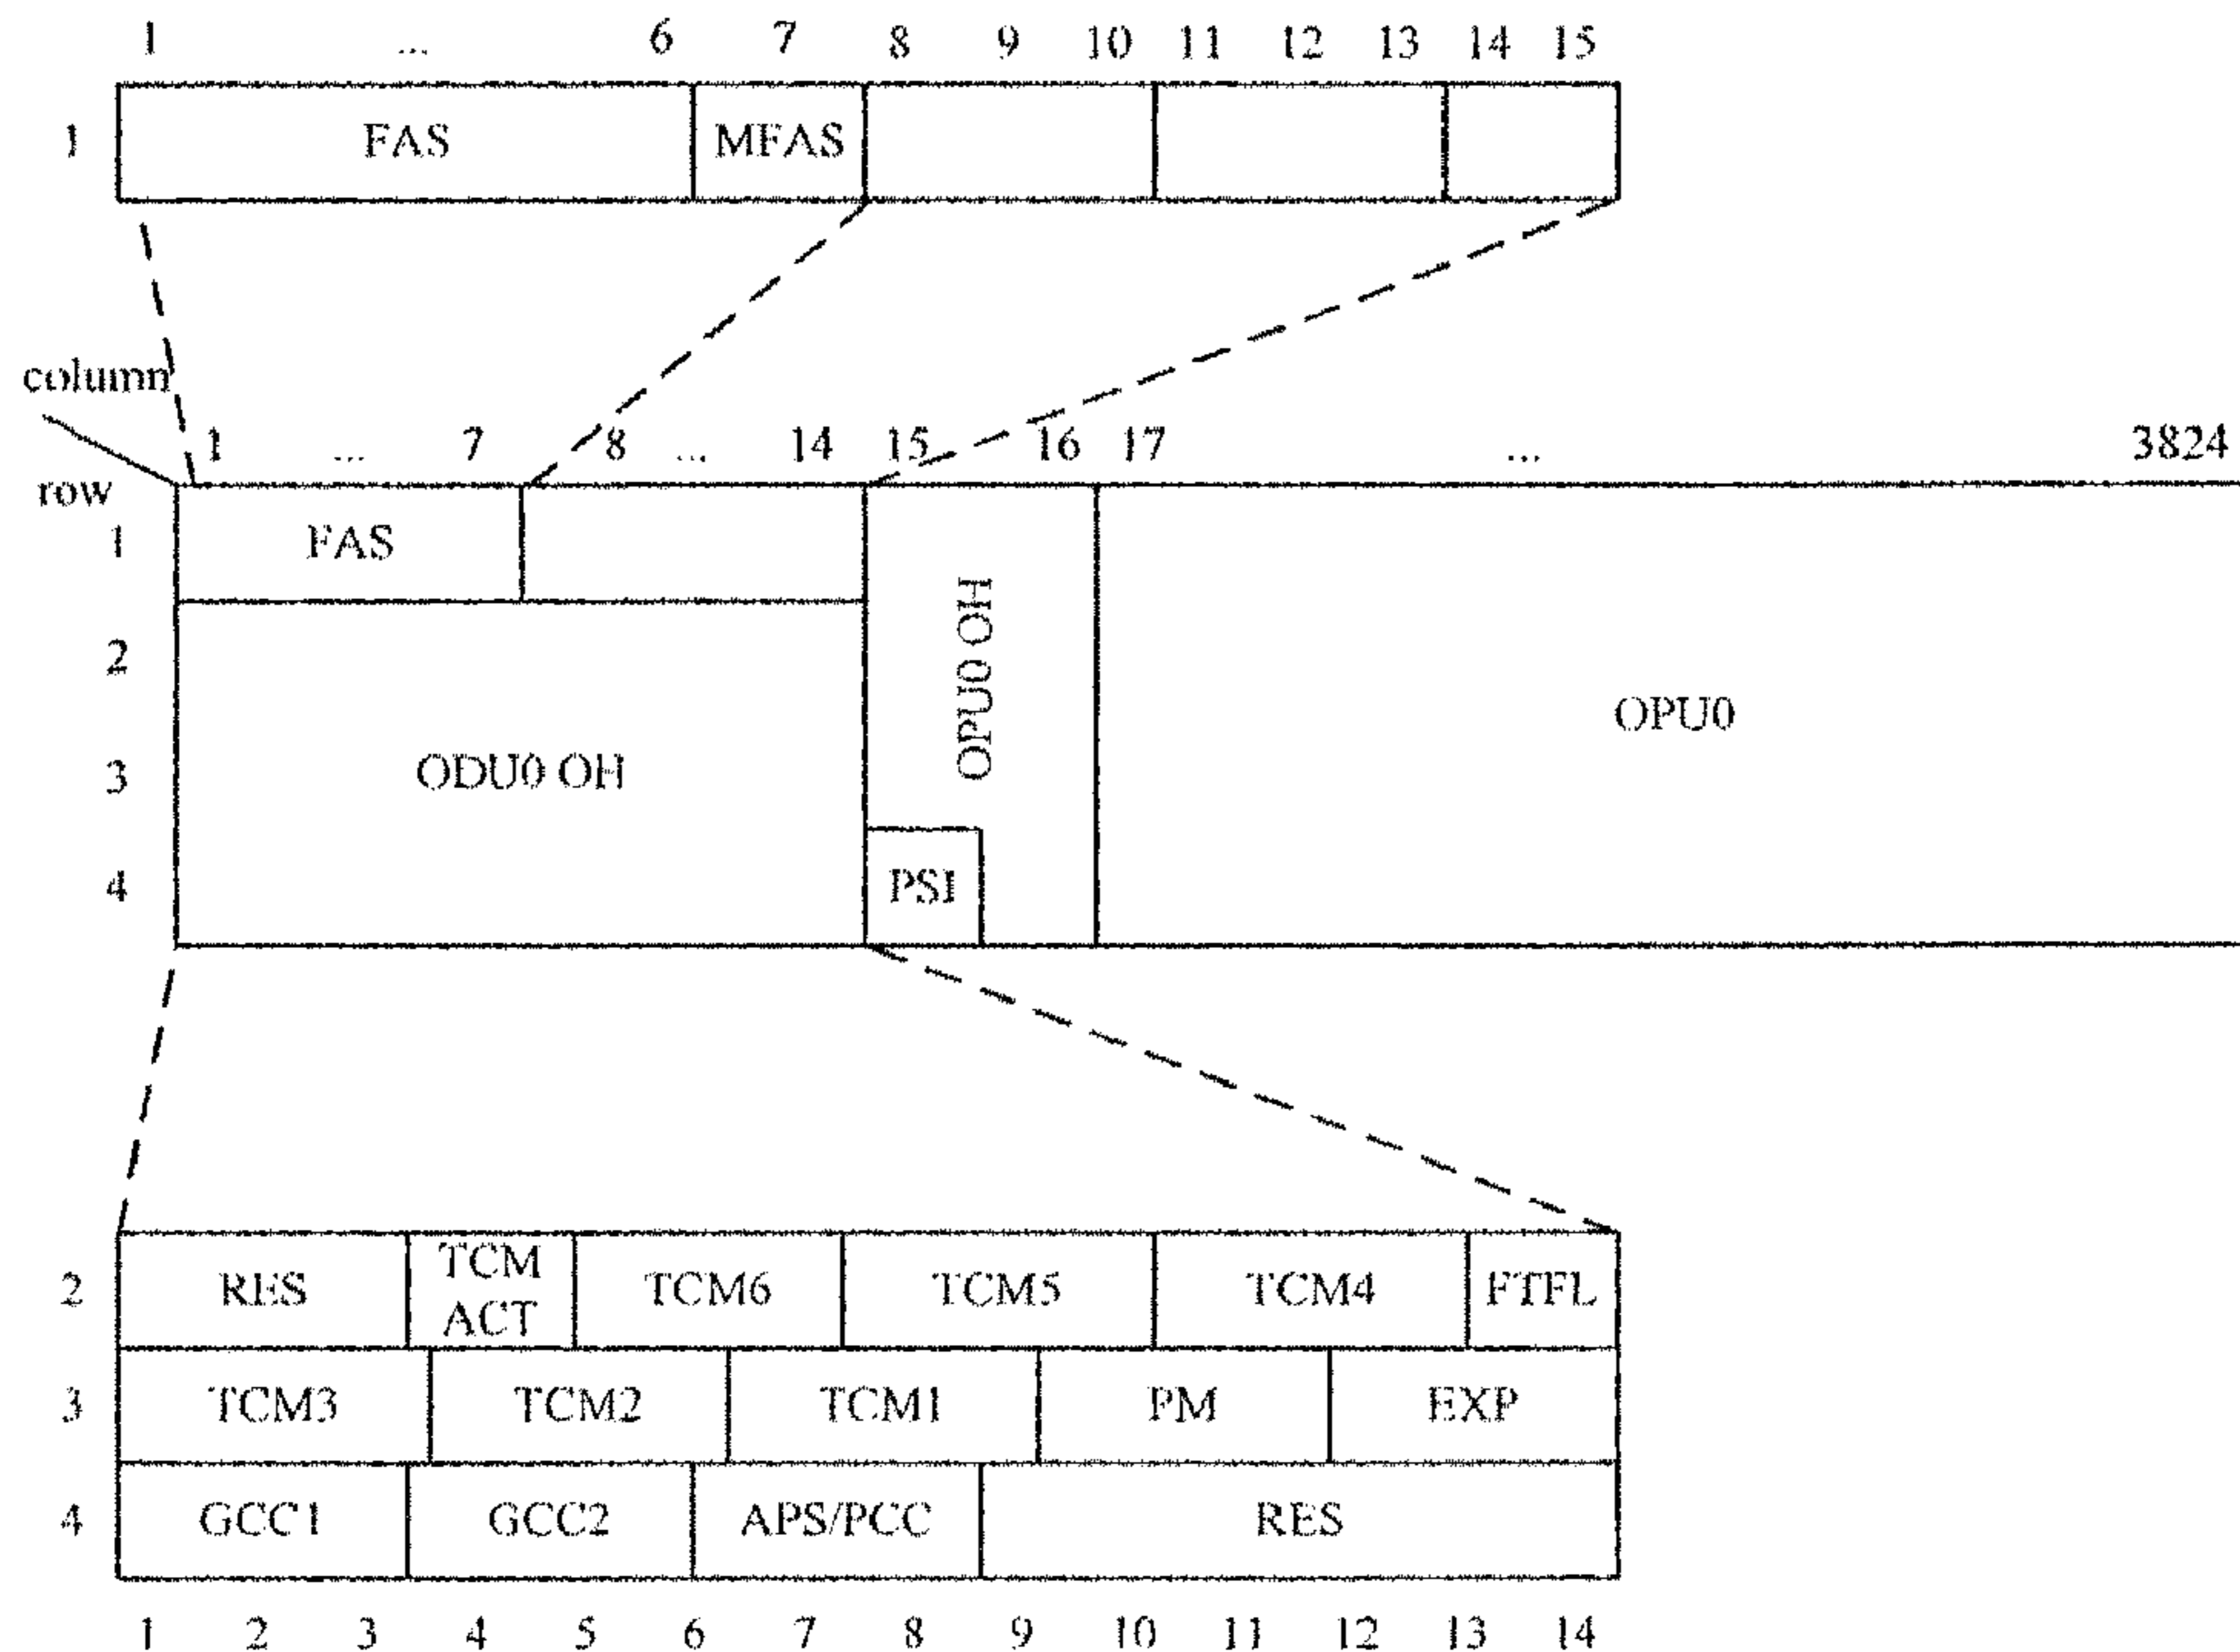 1 ... 6 7 8 9 10 11 12 13 14 15
1 FAS MFAS
column
1 ... 7 8 ... 14 15 16 17 ... 3824
row
1 FAS
2
3 ODU0 OH
4
OPU0 OH
PSI
OPU0
2 RES TCM ACT TCM6 TCM5 TCM4 FTFL
3 TCM3 TCM2 TCM1 PM EXP
4 GCC1 GCC2 APS/PCC RES
1 2 3 4 5 6 7 8 9 10 11 12 13 14